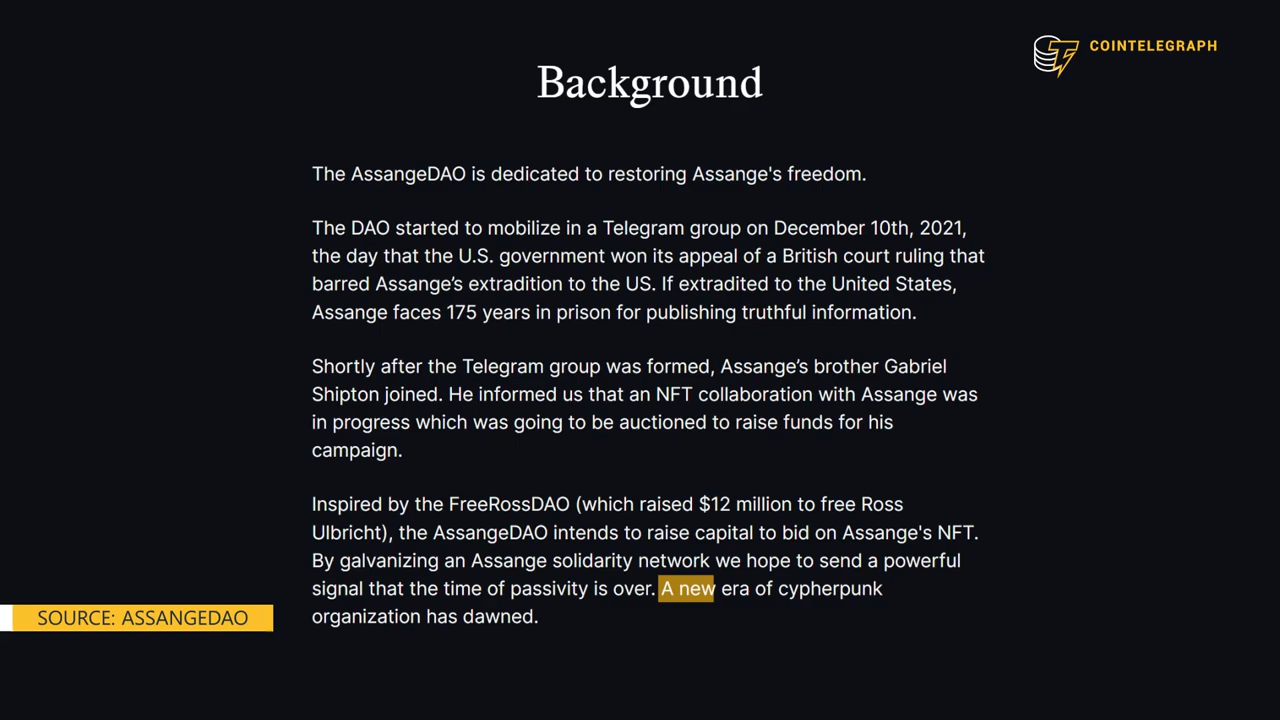 COINTELEGRAPH
Background
The AssangeDAO is dedicated to restoring Assange's freedom.
The DAO started to mobilize in a Telegram group on December 10th, 2021,
the day that the U.S. government won its appeal of a British court ruling that
barred Assange’s extradition to the US. If extradited to the United States,
Assange faces 175 years in prison for publishing truthful information.
Shortly after the Telegram group was formed, Assange’s brother Gabriel
Shipton joined. He informed us that an NFT collaboration with Assange was
in progress which was going to be auctioned to raise funds for his
campaign.
Inspired by the FreeRossDAO (which raised $12 million to free Ross
Ulbricht), the AssangeDAO intends to raise capital to bid on Assange's NFT.
By galvanizing an Assange solidarity network we hope to send a powerful
signal that the time of passivity is over. A new era of cypherpunk
organization has dawned.
SOURCE: ASSANGEDAO